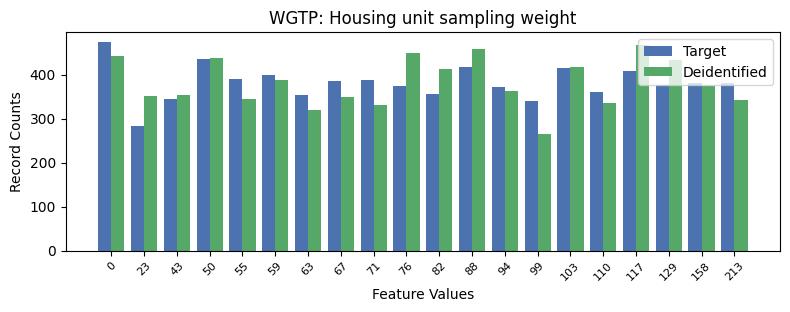 WGTP: Housing unit sampling weight
Target
Deidentified
Record Counts
400
300
200
100
0
0 23 43 50 55 59 63 67 71 76 82 88 94 99 103 110 117 129 158 213
Feature Values